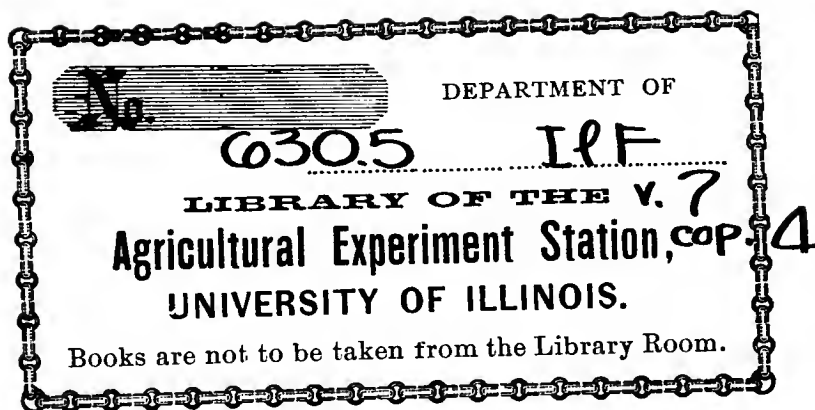 No. DEPARTMENT OF
630.5 IlF
LIBRARY OF THE v. 7
Agricultural Experiment Station, cop. 4
UNIVERSITY OF ILLINOIS.
Books are not to be taken from the Library Room.